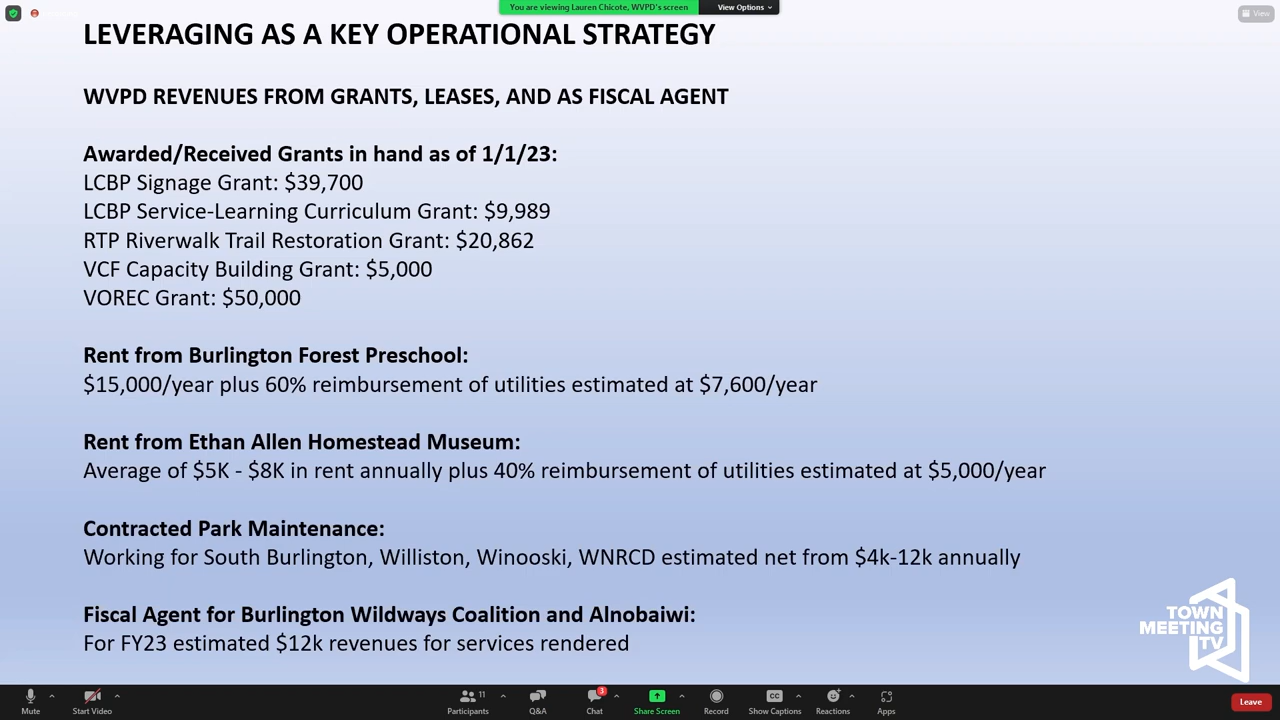 You are viewing Lauren Chicote, WVPD's screen
View Options
View
LEVERAGING AS A KEY OPERATIONAL STRATEGY
WVPD REVENUES FROM GRANTS, LEASES, AND AS FISCAL AGENT
Awarded/Received Grants in hand as of 1/1/23:
LCBP Signage Grant: $39,700
LCBP Service-Learning Curriculum Grant: $9,989
RTP Riverwalk Trail Restoration Grant: $20,862
VCF Capacity Building Grant: $5,000
VOREC Grant: $50,000
Rent from Burlington Forest Preschool:
$15,000/year plus 60% reimbursement of utilities estimated at $7,600/year
Rent from Ethan Allen Homestead Museum:
Average of $5K - $8K in rent annually plus 40% reimbursement of utilities estimated at $5,000/year
Contracted Park Maintenance:
Working for South Burlington, Williston, Winooski, WNRCD estimated net from $4k-12k annually
Fiscal Agent for Burlington Wildways Coalition and Alnobaiwi:
For FY23 estimated $12k revenues for services rendered
TOWN
MEETING
TV
Mute
Start Video
11
Participants
Q&A
3
Chat
Share Screen
Record
CC
Show Captions
Reactions
Apps
Leave